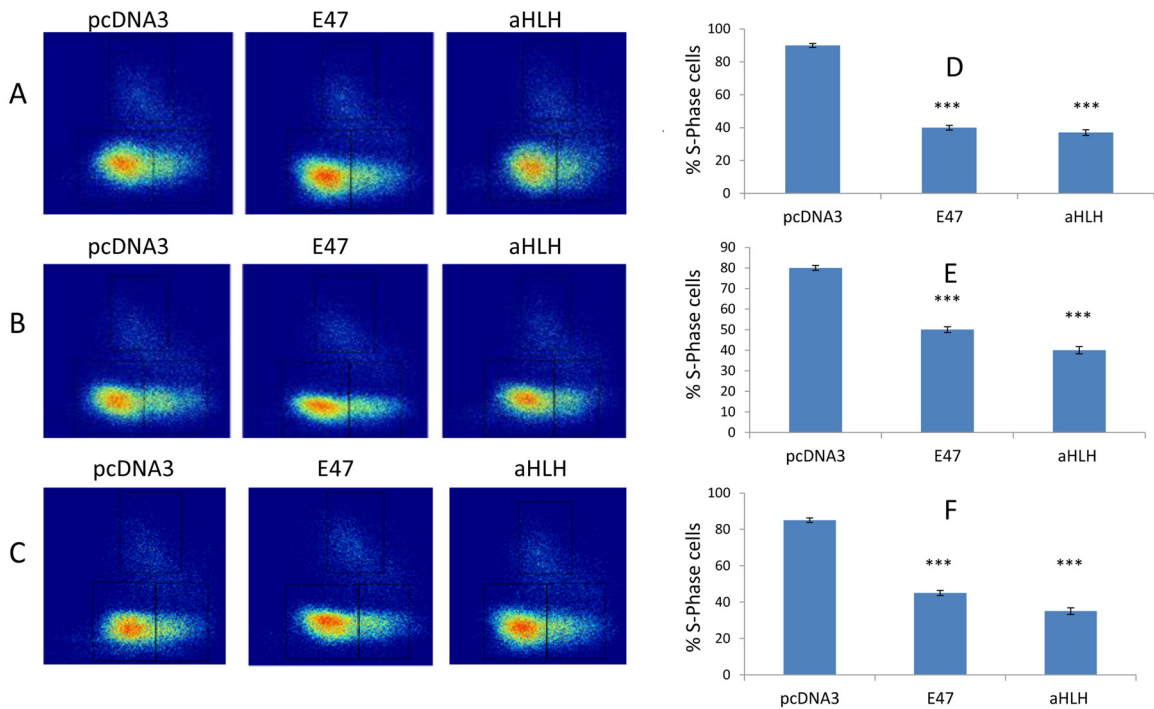 pcDNA3 E47 aHLH
A
pcDNA3 E47 aHLH
B
pcDNA3 E47 aHLH
C
D
% S-Phase cells
100
80
60
40
20
0
*** ***
pcDNA3 E47 aHLH
E
% S-Phase cells
90
80
70
60
50
40
30
20
10
0
*** ***
pcDNA3 E47 aHLH
F
% S-Phase cells
100
80
60
40
20
0
*** ***
pcDNA3 E47 aHLH